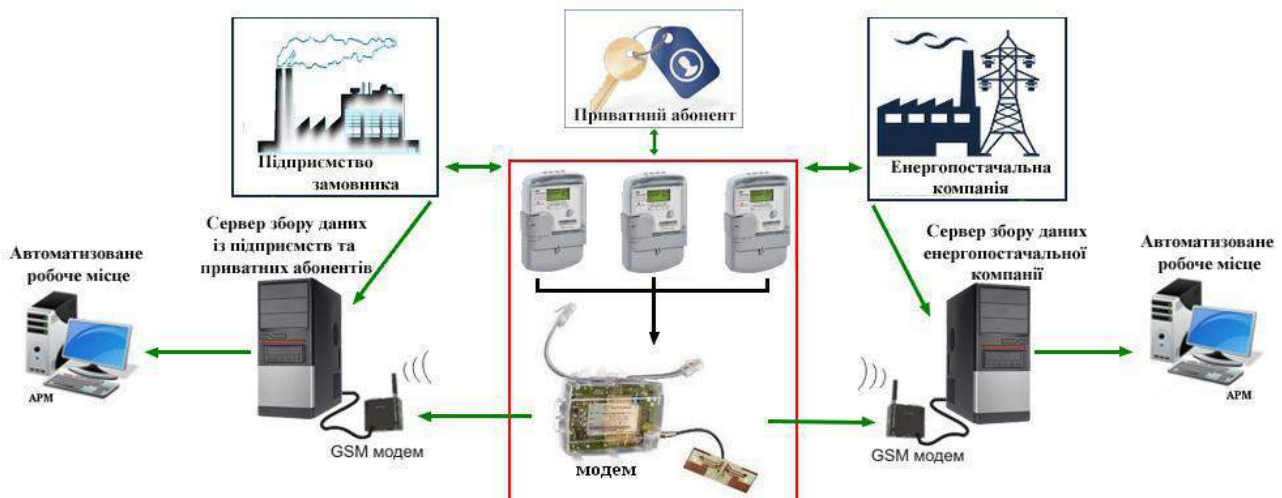 Приватний абонент
Підприємство
замовника
Енергопостачальна
компанія
Сервер збору даних
із підприємств та
приватних абонентів
Сервер збору даних
енергопостачальної
компанії
Автоматизоване
робоче місце
Автоматизоване
робоче місце
АРМ
АРМ
GSM модем
модем
GSM модем